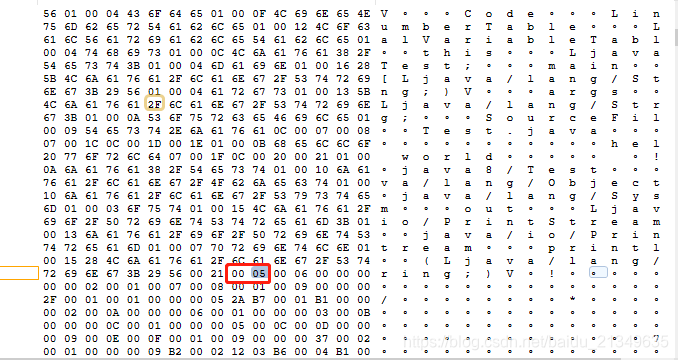 56 01 00 04 43 6F 64 65 01 00 0F 4C 69 6E 65 4E V ∘ ∘ ∘ C o d e ∘ ∘ ∘ L i n
75 6D 62 65 72 54 61 62 6C 65 01 00 12 4C 6F 63 u m b e r T a b l e ∘ ∘ ∘ L
61 6C 56 61 72 69 61 62 6C 65 54 61 62 6C 65 01 a l V a r i a b l e T a b l
00 04 74 68 69 73 01 00 0C 4C 6A 61 76 61 38 2F ∘ ∘ t h i s ∘ ∘ ∘ L j a v a
54 65 73 74 3B 01 00 04 6D 61 69 6E 01 00 16 28 T e s t ; ∘ ∘ ∘ m a i n ∘ ∘
5B 4C 6A 61 76 61 2F 6C 61 6E 67 2F 53 74 72 69 [ L j a v a / l a n g / S t
6E 67 3B 29 56 01 00 04 61 72 67 73 01 00 13 5B n g ; ) V ∘ ∘ ∘ a r g s ∘ ∘
4C 6A 61 76 61 2F 6C 61 6E 67 2F 53 74 72 69 6E L j a v a / l a n g / S t r
67 3B 01 00 0A 53 6F 75 72 63 65 46 69 6C 65 01 g ; ∘ ∘ ∘ S o u r c e F i l
00 09 54 65 73 74 2E 6A 61 76 61 0C 00 07 00 08 ∘ ∘ T e s t . j a v a ∘ ∘ ∘
07 00 1C 0C 00 1D 00 1E 01 00 0B 68 65 6C 6C 6F ∘ ∘ ∘ ∘ ∘ ∘ ∘ ∘ ∘ ∘ ∘ h e l
20 77 6F 72 6C 64 07 00 1F 0C 00 20 00 21 01 00 w o r l d ∘ ∘ ∘ ∘ ∘ ∘ !
0A 6A 61 76 61 38 2F 54 65 73 74 01 00 10 6A 61 ∘ j a v a 8 / T e s t ∘ ∘ ∘
76 61 2F 6C 61 6E 67 2F 4F 62 6A 65 63 74 01 00 v a / l a n g / O b j e c t
10 6A 61 76 61 2F 6C 61 6E 67 2F 53 79 73 74 65 ∘ j a v a / l a n g / S y s
6D 01 00 03 6F 75 74 01 00 15 4C 6A 61 76 61 2F m ∘ ∘ ∘ o u t ∘ ∘ ∘ L j a v
69 6F 2F 50 72 69 6E 74 53 74 72 65 61 6D 3B 01 i o / P r i n t S t r e a m
00 13 6A 61 76 61 2F 69 6F 2F 50 72 69 6E 74 53 ∘ ∘ j a v a / i o / P r i n
74 72 65 61 6D 01 00 07 70 72 69 6E 74 6C 6E 01 t r e a m ∘ ∘ ∘ p r i n t l
00 15 28 4C 6A 61 76 61 2F 6C 61 6E 67 2F 53 74 ∘ ∘ ( L j a v a / l a n g /
72 69 6E 67 3B 29 56 00 21 00 05 00 06 00 00 00 r i n g ; ) V ∘ ! ∘ ∘ ∘ ∘ ∘
00 00 02 00 01 00 07 00 08 00 01 00 09 00 00 00 ∘ ∘ ∘ ∘ ∘ ∘ ∘ ∘ ∘ ∘ ∘ ∘ ∘ ∘
2F 00 01 00 01 00 00 00 05 2A B7 00 01 B1 00 00 / ∘ ∘ ∘ ∘ ∘ ∘ ∘ ∘ * ∘ ∘ ∘ ∘
00 02 00 0A 00 00 00 06 00 01 00 00 00 03 00 0B ∘ ∘ ∘ ∘ ∘ ∘ ∘ ∘ ∘ ∘ ∘ ∘ ∘ ∘
00 00 00 0C 00 01 00 00 00 05 00 0C 00 0D 00 00 ∘ ∘ ∘ ∘ ∘ ∘ ∘ ∘ ∘ ∘ ∘ ∘ ∘ ∘
00 09 00 0E 00 0F 00 01 00 09 00 00 00 37 00 02 ∘ ∘ ∘ ∘ ∘ ∘ ∘ ∘ ∘ ∘ ∘ ∘ ∘ ∘
00 01 00 00 00 09 B2 00 02 12 03 B6 00 04 B1 00 ∘ ∘ ∘ ∘ ∘ ∘ ∘ ∘ ∘ ∘ ∘ ∘ ∘ ∘